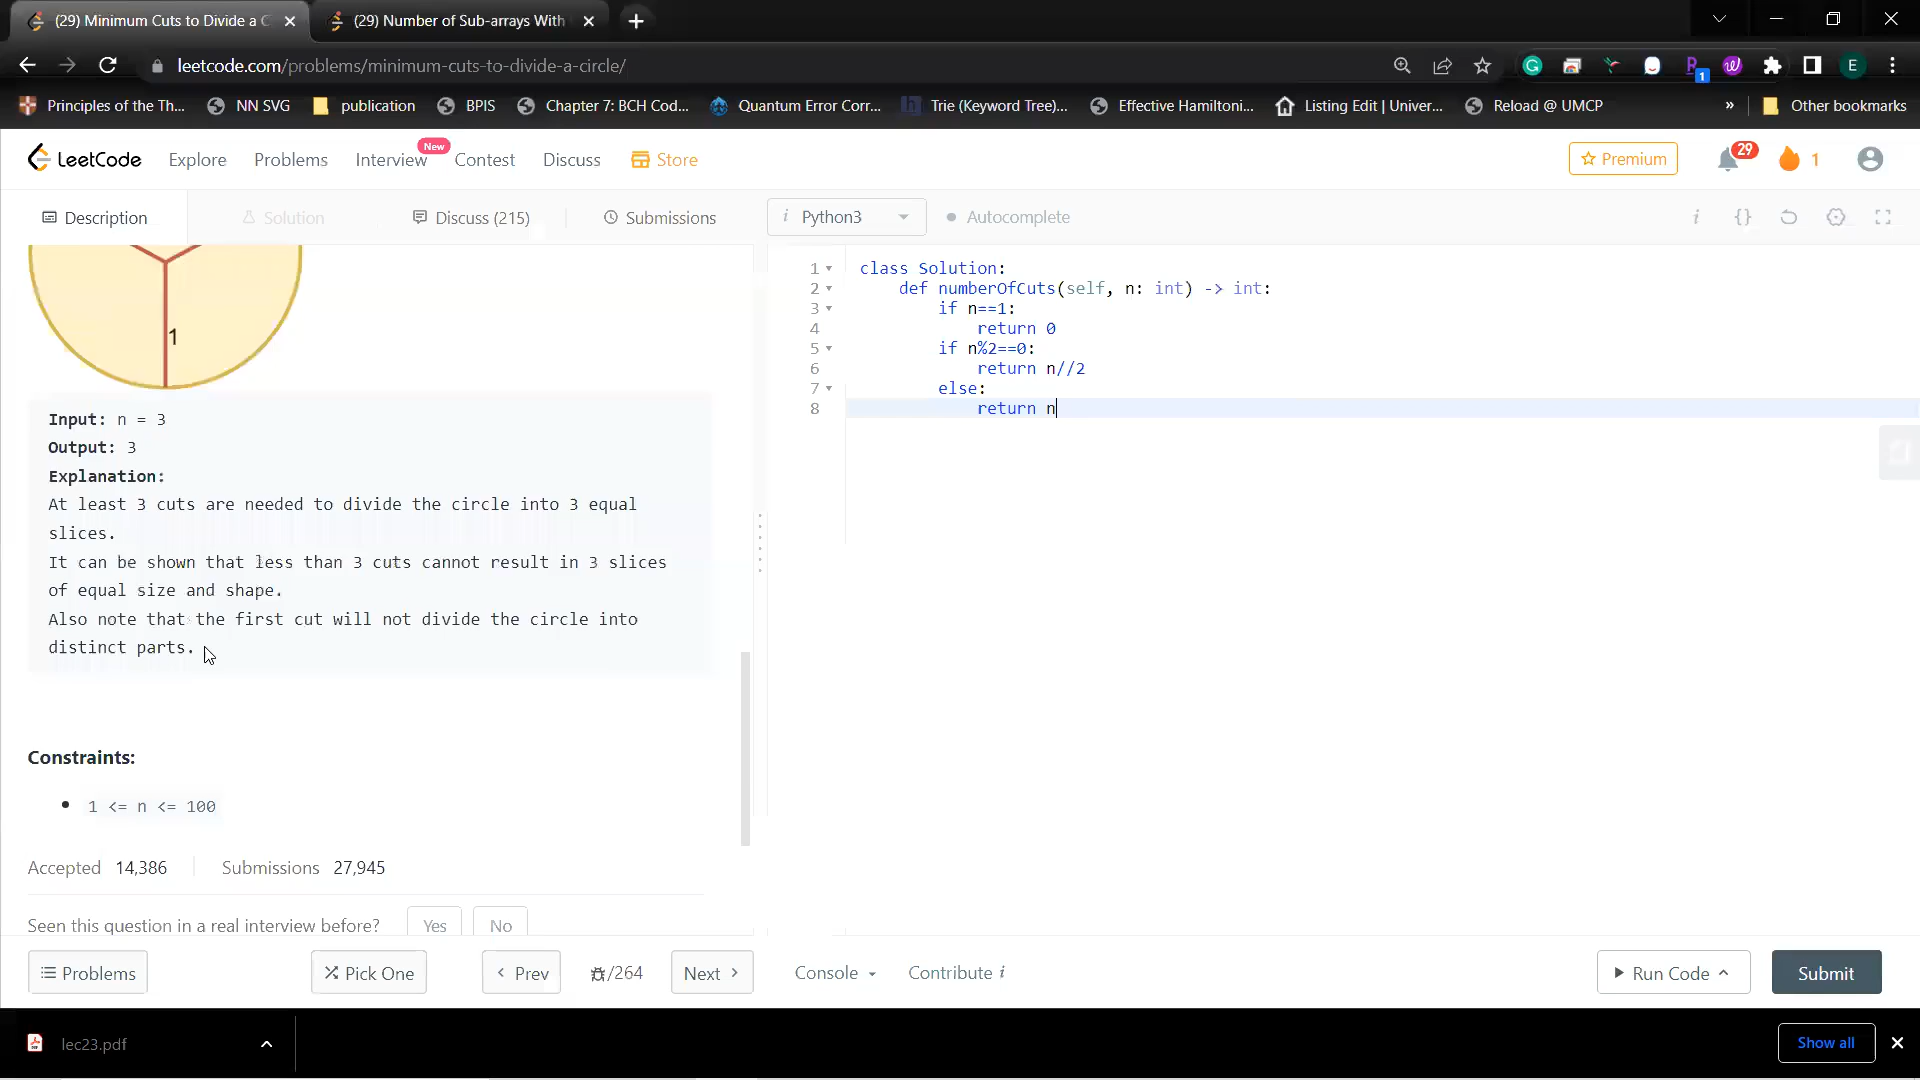 (29) Minimum Cuts to Divide a C
(29) Number of Sub-arrays With
leetcode.com/problems/minimum-cuts-to-divide-a-circle/
1
E
Principles of the Th...
NN SVG
publication
BPIS
Chapter 7: BCH Cod...
Quantum Error Corr...
Trie (Keyword Tree)...
Effective Hamiltoni...
Listing Edit | Univer...
Reload @ UMCP
»
Other bookmarks
LeetCode
Explore
Problems
Interview
New
Contest
Discuss
Store
Premium
29
1
Description
Solution
Discuss (215)
Submissions
i Python3
Autocomplete
i
{}
1
Input: n = 3
Output: 3
Explanation:
At least 3 cuts are needed to divide the circle into 3 equal
slices.
It can be shown that less than 3 cuts cannot result in 3 slices
of equal size and shape.
Also note that the first cut will not divide the circle into
distinct parts.
Constraints:
1 <= n <= 100
Accepted 14,386
Submissions 27,945
Seen this question in a real interview before?
Yes
No
1 class Solution:
2 def numberOfCuts(self, n: int) -> int:
3 if n==1:
4 return 0
5 if n%2==0:
6 return n//2
7 else:
8 return n
Problems
Pick One
Prev
/264
Next
Console
Contribute i
Run Code
Submit
lec23.pdf
Show all